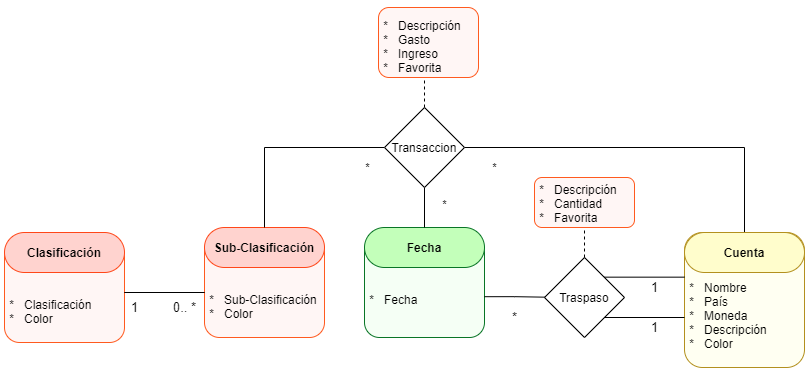 * Descripción
* Gasto
* Ingreso
* Favorita
Transaccion
*
*
*
* Descripción
* Cantidad
* Favorita
Clasificación
* Clasificación
* Color
1
0.. *
Sub-Clasificación
* Sub-Clasificación
* Color
Fecha
* Fecha
*
Traspaso
1
1
Cuenta
* Nombre
* País
* Moneda
* Descripción
* Color